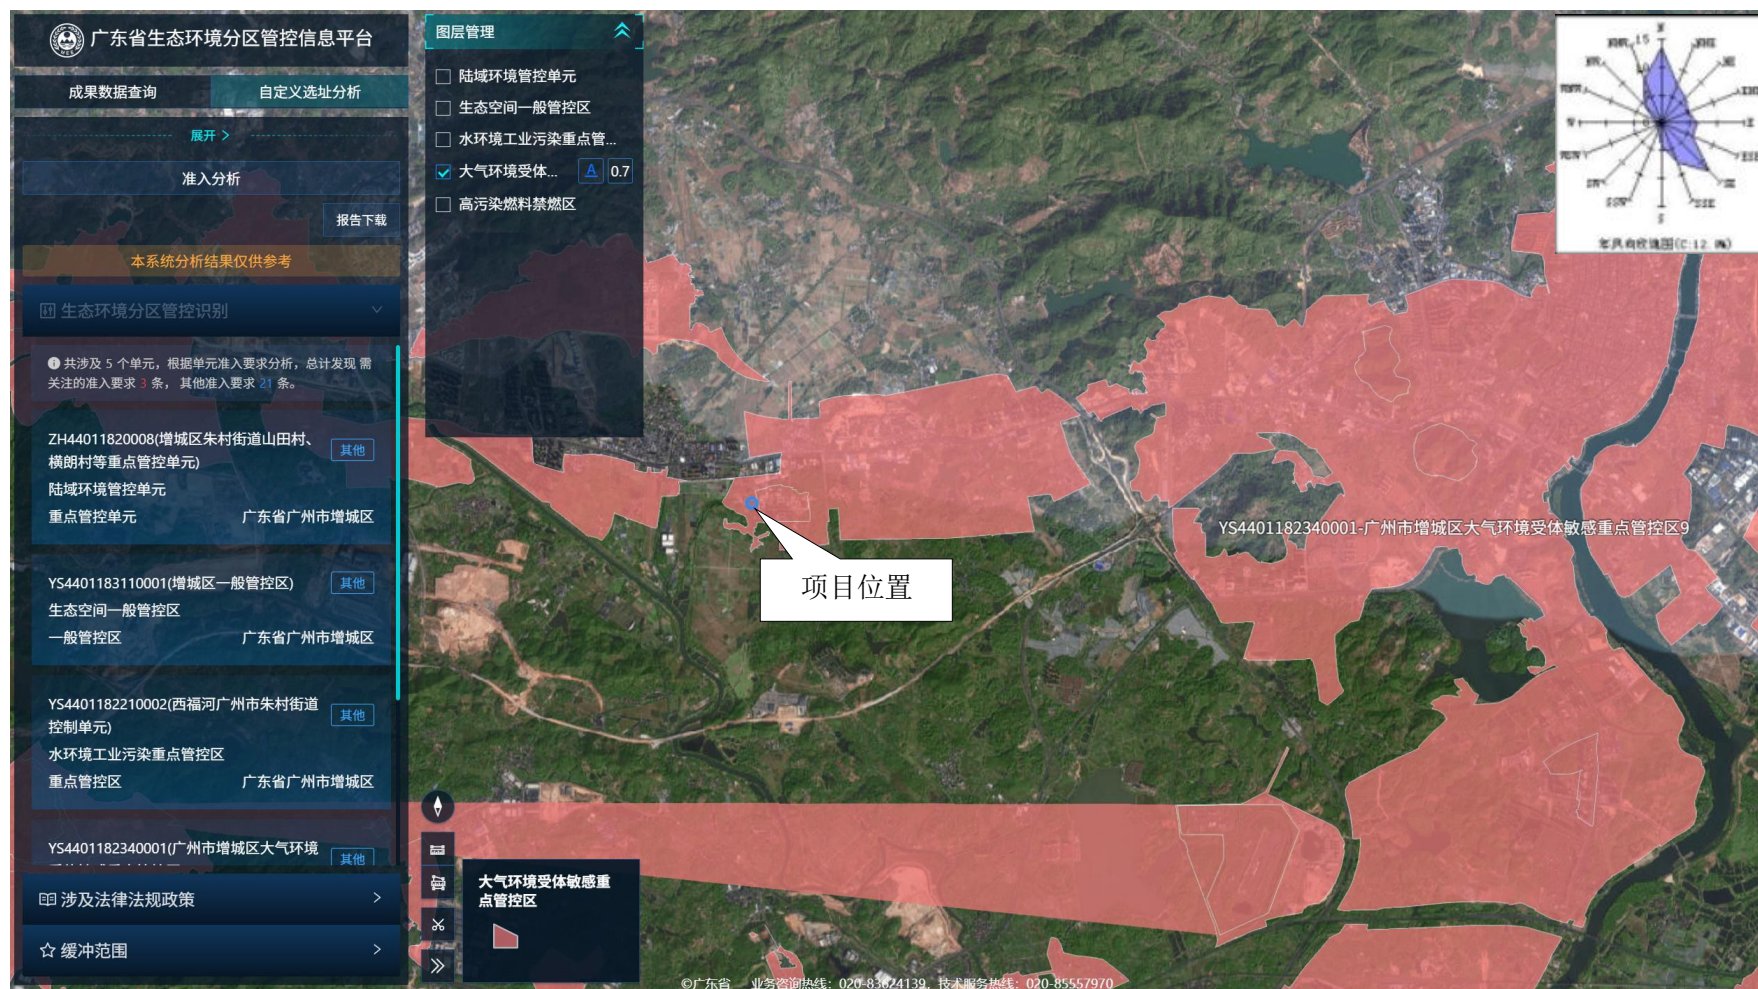 广东省生态环境分区管控信息平台
成果数据查询
自定义选址分析
展开 >
准入分析
报告下载
本系统分析结果仅供参考
生态环境分区管控识别
共涉及 5 个单元，根据单元准入要求分析，总计发现 需
关注的准入要求 3 条， 其他准入要求 21 条。
ZH44011820008(增城区朱村街道山田村、
横朗村等重点管控单元)
其他
陆域环境管控单元
重点管控单元 广东省广州市增城区
YS4401183110001(增城区一般管控区)
其他
生态空间一般管控区
一般管控区 广东省广州市增城区
YS4401182210002(西福河广州市朱村街道
控制单元)
其他
水环境工业污染重点管控区
重点管控区 广东省广州市增城区
YS4401182340001(广州市增城区大气环境
其他
涉及法律法规政策
缓冲范围
图层管理
陆域环境管控单元
生态空间一般管控区
水环境工业污染重点管...
大气环境受体... A 0.7
高污染燃料禁燃区
项目位置
YS4401182340001-广州市增城区大气环境受体敏感重点管控区9
大气环境受体敏感重
点管控区
N
15
10
0
W
E
SE
SSW
SSE
S
年风向玫瑰图(C:12.0%)
©广东省 业务咨询热线：020-83624139，技术服务热线：020-85557970